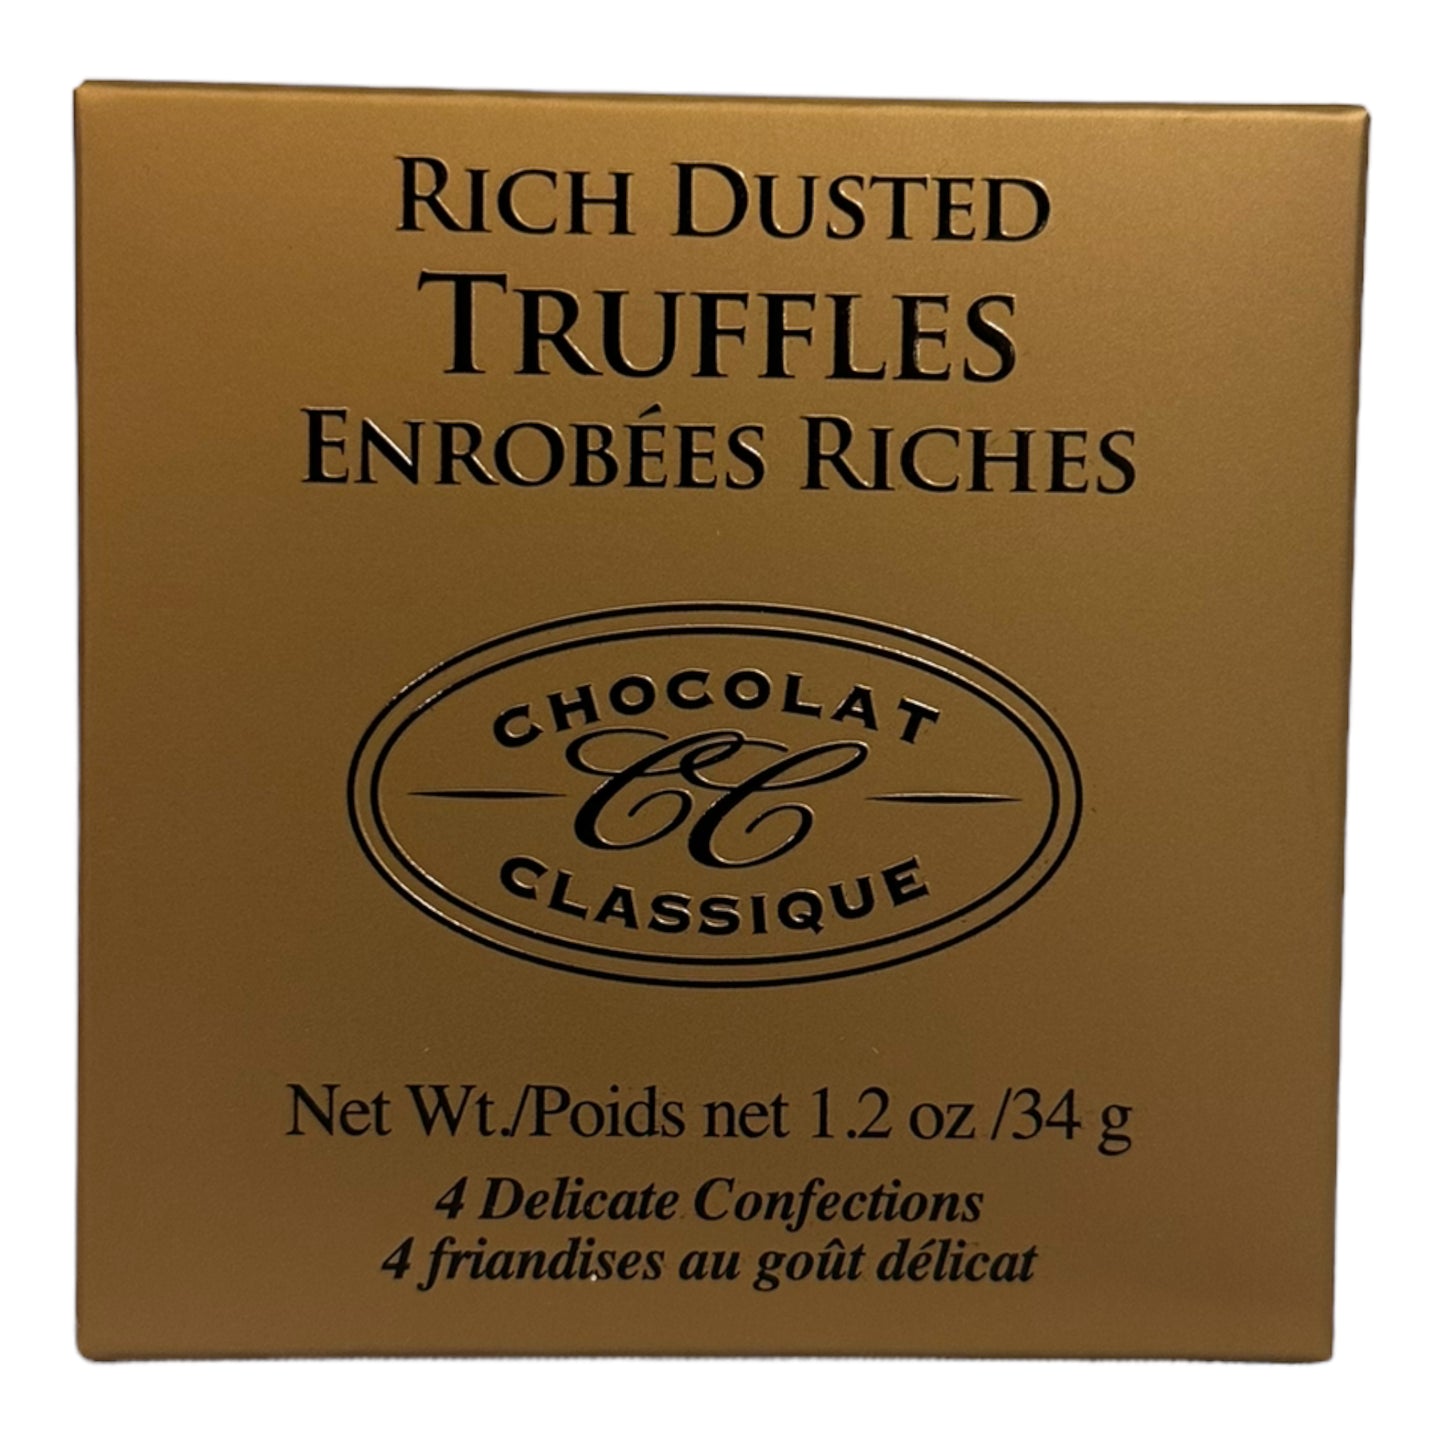 RICH DUSTED
TRUFFLES
ENROBÉES RICHES
CHOCOLAT
CC
CLASSIQUE
Net Wt./Poids net 1.2 oz /34 g
4 Delicate Confections
4 friandises au goût délicat